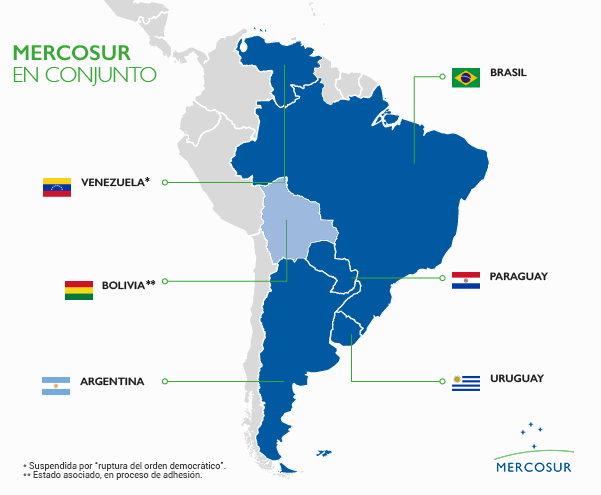 MERCOSUR
EN CONJUNTO
BRASIL
VENEZUELA*
BOLIVIA**
PARAGUAY
ARGENTINA
URUGUAY
* Suspendida por "ruptura del orden democrático".
** Estado asociado, en proceso de adhesión.
MERCOSUR